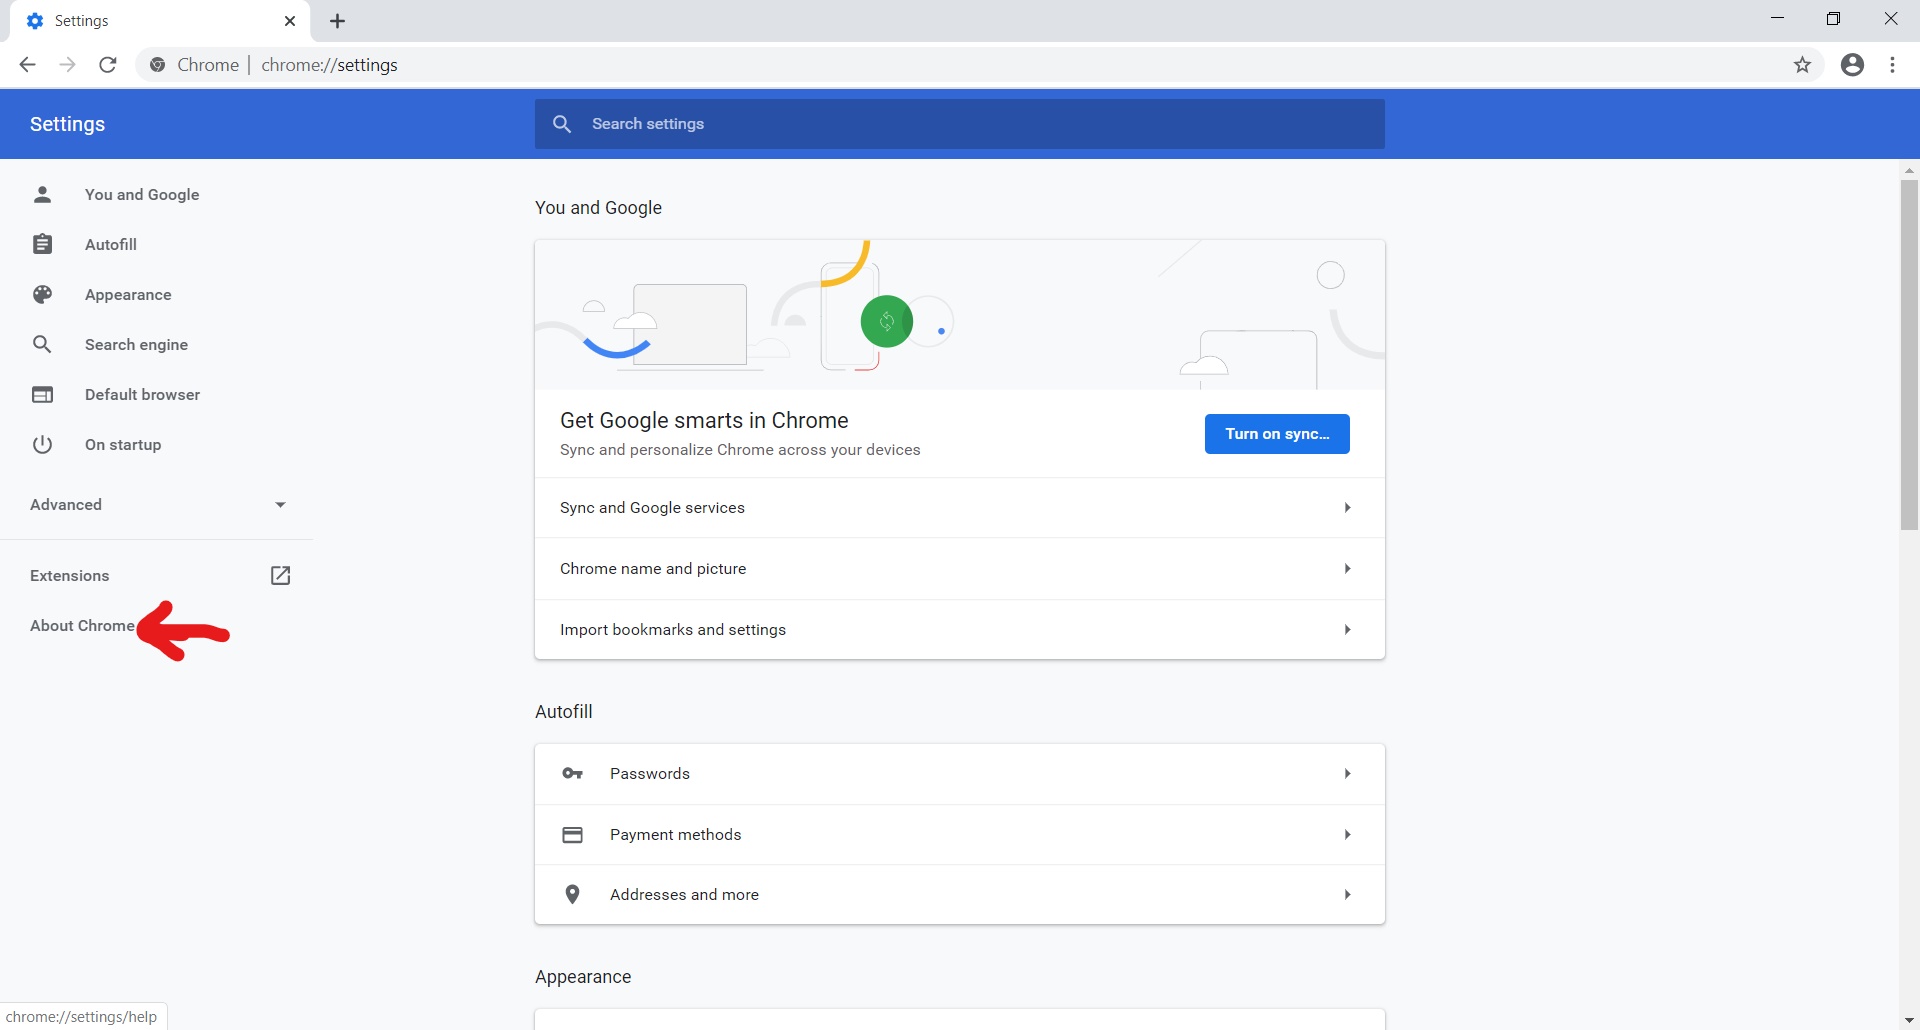 Settings
Chrome | chrome://settings
Settings
Search settings
You and Google
Autofill
Appearance
Search engine
Default browser
On startup
Advanced
Extensions
About Chrome
You and Google
Get Google smarts in Chrome
Sync and personalize Chrome across your devices
Turn on sync...
Sync and Google services
Chrome name and picture
Import bookmarks and settings
Autofill
Passwords
Payment methods
Addresses and more
Appearance
chrome://settings/help